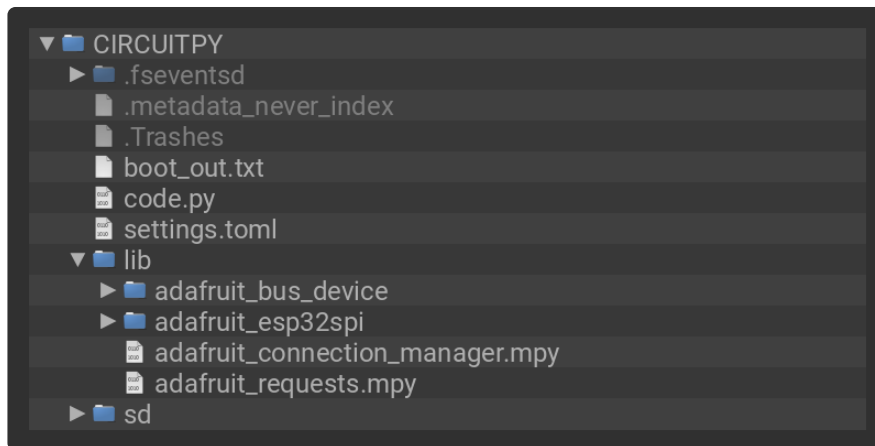 CIRCUITPY
.fseventsd
.metadata_never_index
.Trashes
boot_out.txt
code.py
settings.toml
lib
adafruit_bus_device
adafruit_esp32spi
adafruit_connection_manager.mpy
adafruit_requests.mpy
sd